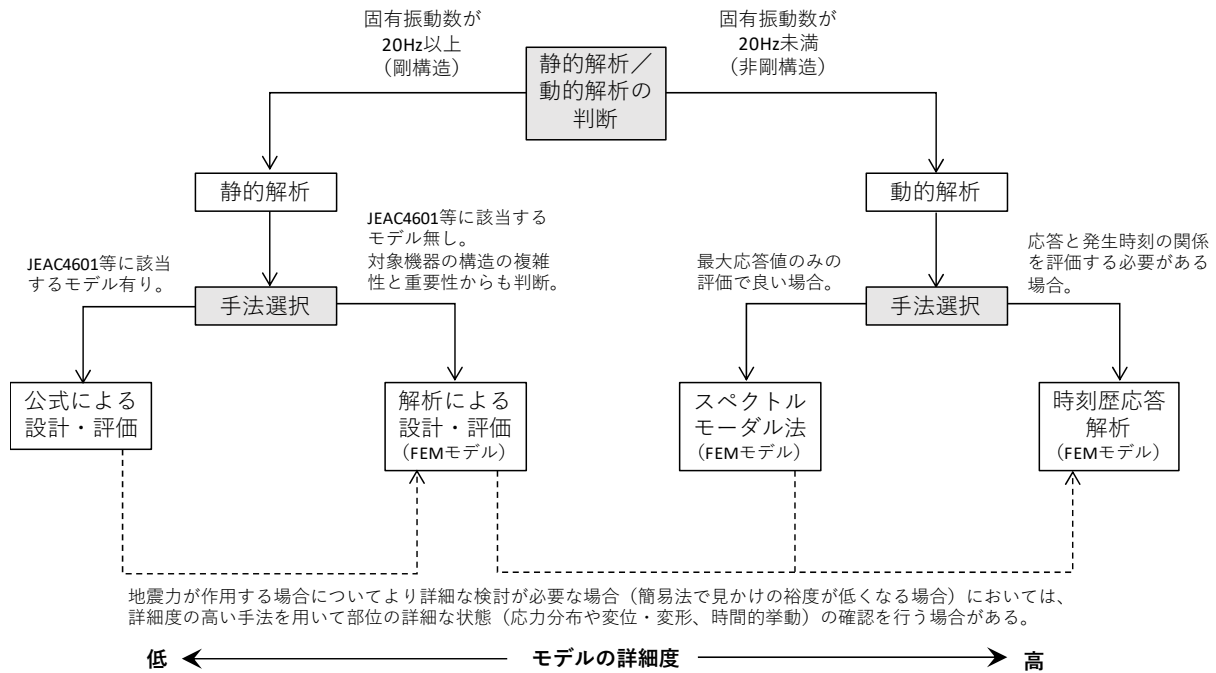 固有振動数が
20Hz以上
（剛構造）
固有振動数が
20Hz未満
（非剛構造）
静的解析／
動的解析の
判断
静的解析
動的解析
JEAC4601等に該当
するモデル有り。
JEAC4601等に該当する
モデル無し。
対象機器の構造の複雑
性と重要性からも判断。
最大応答値のみの
評価で良い場合。
応答と発生時刻の関係
を評価する必要がある
場合。
手法選択
手法選択
公式による
設計・評価
解析による
設計・評価
（FEMモデル）
スペクトル
モーダル法
（FEMモデル）
時刻歴応答
解析
（FEMモデル）
地震力が作用する場合についてより詳細な検討が必要な場合（簡易法で見かけの裕度が低くなる場合）においては、
詳細度の高い手法を用いて部位の詳細な状態（応力分布や変位・変形、時間的挙動）の確認を行う場合がある。
低
モデルの詳細度
高